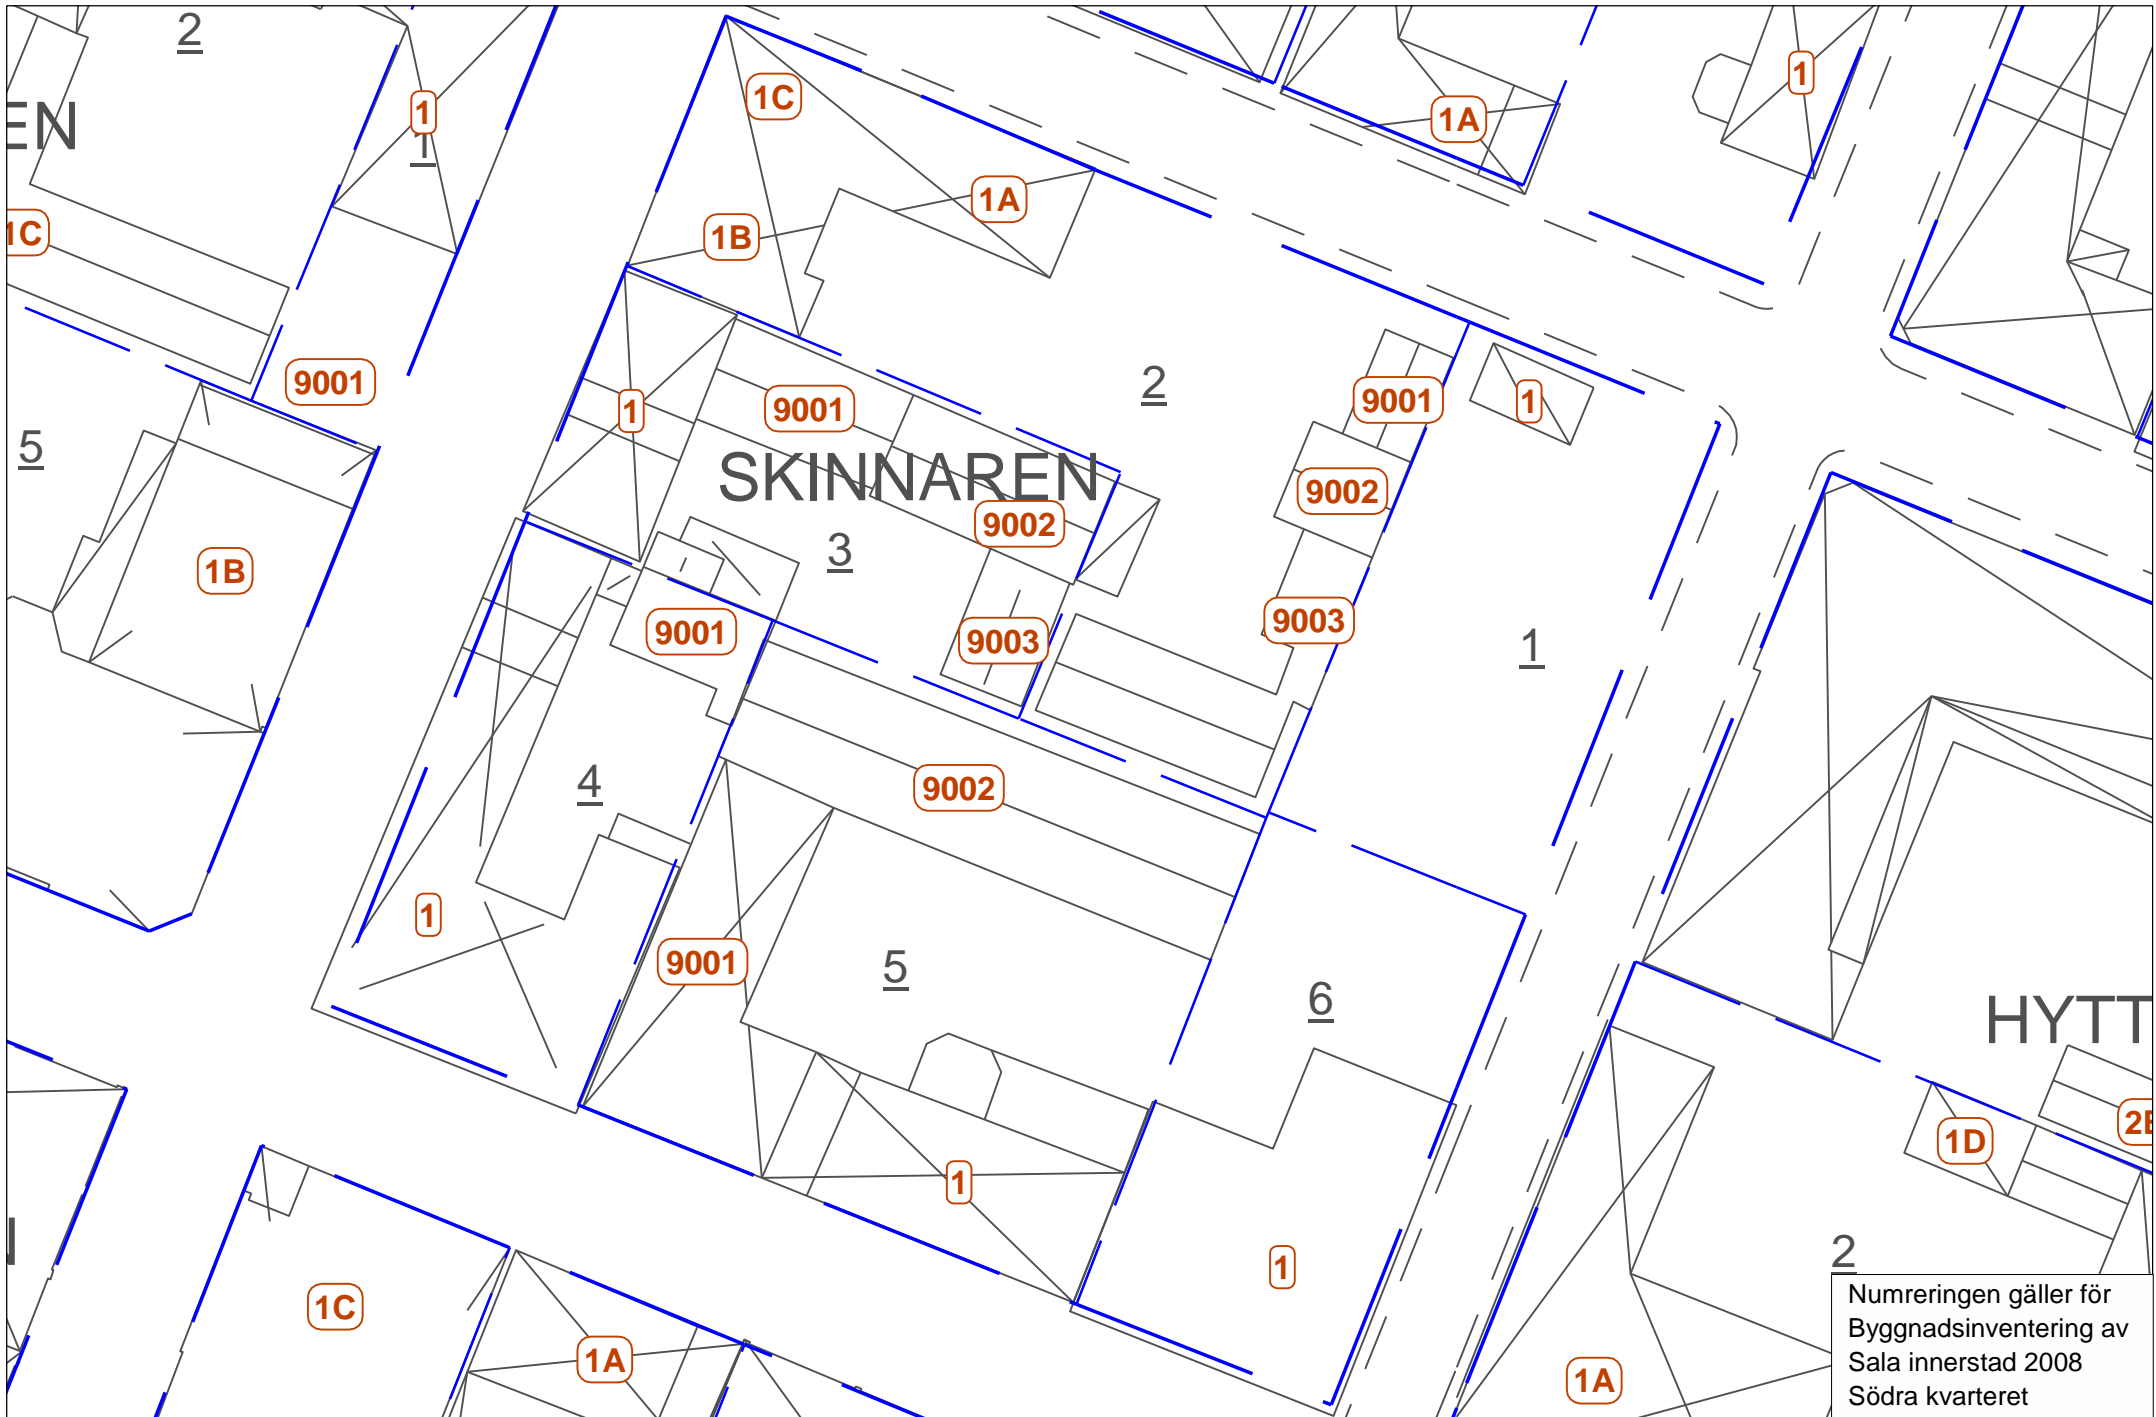 2
1
1
EN
1C
9001
5
1B
1C
1A
1B
1
9001
2
SKINNAREN
9002
3
9003
9001
9001
9002
9003
1
1
1A
1
4
1
9002
9001
5
6
1
1
HYTT
1D
2
1C
1A
1A
Numreringen gäller för
Byggnadsinventering av
Sala innerstad 2008
Södra kvarteret